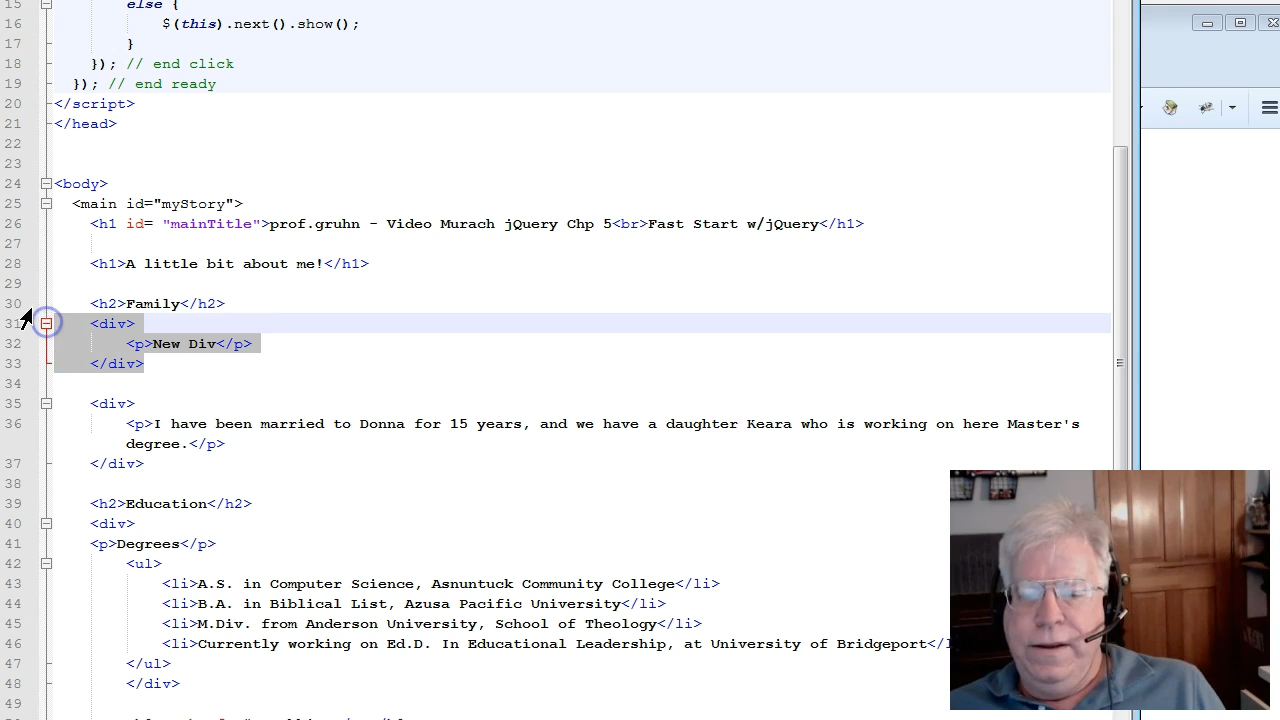 15 else {
16 $(this).next().show();
17 }
18 }); // end click
19 }); // end ready
20 </script>
21 </head>
22
23
24 <body>
25 <main id="myStory">
26 <h1 id= "mainTitle">prof.gruhn - Video Murach jQuery Chp 5<br>Fast Start w/jQuery</h1>
27
28 <h1>A little bit about me!</h1>
29
30 <h2>Family</h2>
31 <div>
32 <p>New Div</p>
33 </div>
34
35 <div>
36 <p>I have been married to Donna for 15 years, and we have a daughter Keara who is working on here Master's
degree.</p>
37 </div>
38
39 <h2>Education</h2>
40 <div>
41 <p>Degrees</p>
42 <ul>
43 <li>A.S. in Computer Science, Asnuntuck Community College</li>
44 <li>B.A. in Biblical List, Azusa Pacific University</li>
45 <li>M.Div. from Anderson University, School of Theology</li>
46 <li>Currently working on Ed.D. In Educational Leadership, at University of Bridgeport</l
47 </ul>
48 </div>
49